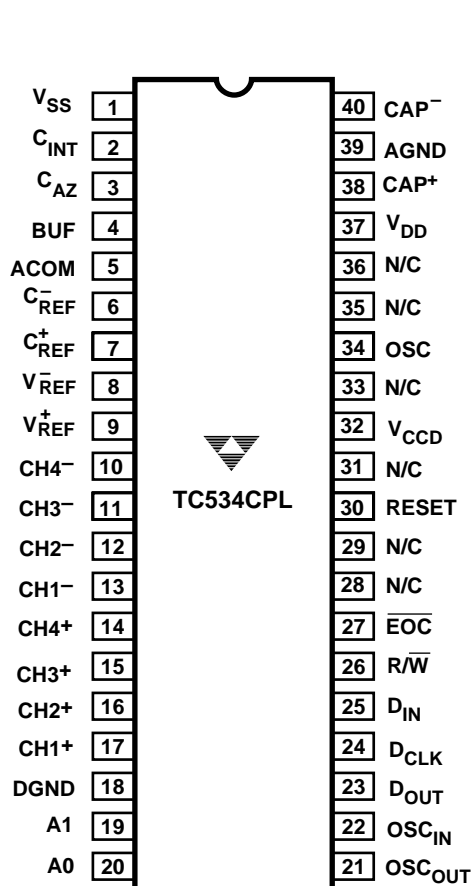 VSS 1 40 CAP–
CINT 2 39 AGND
CAZ 3 38 CAP+
BUF 4 37 VDD
ACOM 5 36 N/C
C–REF 6 35 N/C
C+REF 7 34 OSC
V–REF 8 33 N/C
V+REF 9 32 VCCD
CH4– 10 31 N/C
CH3– 11 TC534CPL 30 RESET
CH2– 12 29 N/C
CH1– 13 28 N/C
CH4+ 14 27 EOC
CH3+ 15 26 R/W
CH2+ 16 25 DIN
CH1+ 17 24 DCLK
DGND 18 23 DOUT
A1 19 22 OSCIN
A0 20 21 OSCOUT